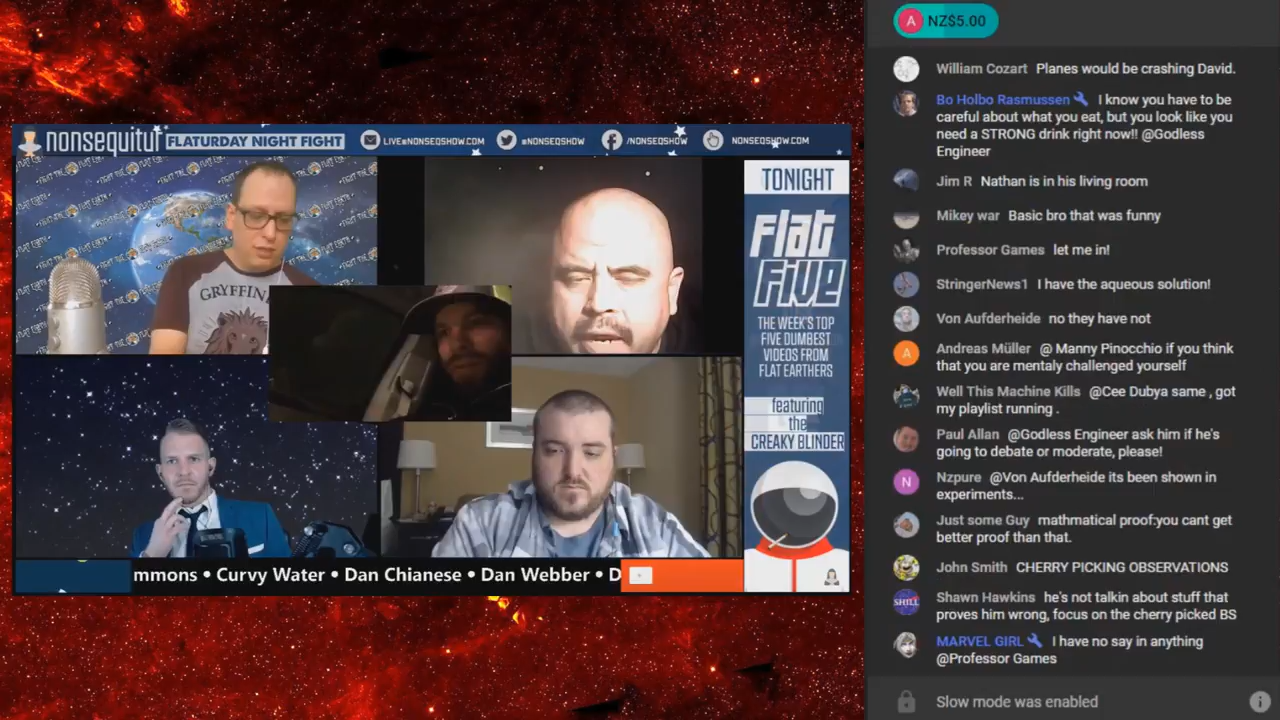 nonsequitur FLATURDAY NIGHT FIGHT LIVE@NONSEQSHOW.COM @NONSEQSHOW /NONSEQSHOW NONSEQSHOW.COM
FIGHT THE FLAT EARTH
GRYFFIN
TONIGHT
Flat
Five
THE WEEK'S TOP
FIVE DUMBEST
VIDEOS FROM
FLAT EARTHERS
featuring
the
CREAKY BLINDER
mmons • Curvy Water • Dan Chianese • Dan Webber • D
A NZ$5.00
William Cozart Planes would be crashing David.
Bo Holbo Rasmussen I know you have to be
careful about what you eat, but you look like you
need a STRONG drink right now!! @Godless
Engineer
Jim R Nathan is in his living room
Mikey war Basic bro that was funny
Professor Games let me in!
StringerNews1 I have the aqueous solution!
Von Aufderheide no they have not
A
Andreas Müller @ Manny Pinocchio if you think
that you are mentaly challenged yourself
Well This Machine Kills @Cee Dubya same , got
my playlist running .
Paul Allan @Godless Engineer ask him if he's
going to debate or moderate, please!
N
Nzpure @Von Aufderheide its been shown in
experiments...
Just some Guy mathmatical proof:you cant get
better proof than that.
John Smith CHERRY PICKING OBSERVATIONS
SHILL
Shawn Hawkins he's not talkin about stuff that
proves him wrong, focus on the cherry picked BS
MARVEL GIRL I have no say in anything
@Professor Games
Slow mode was enabled